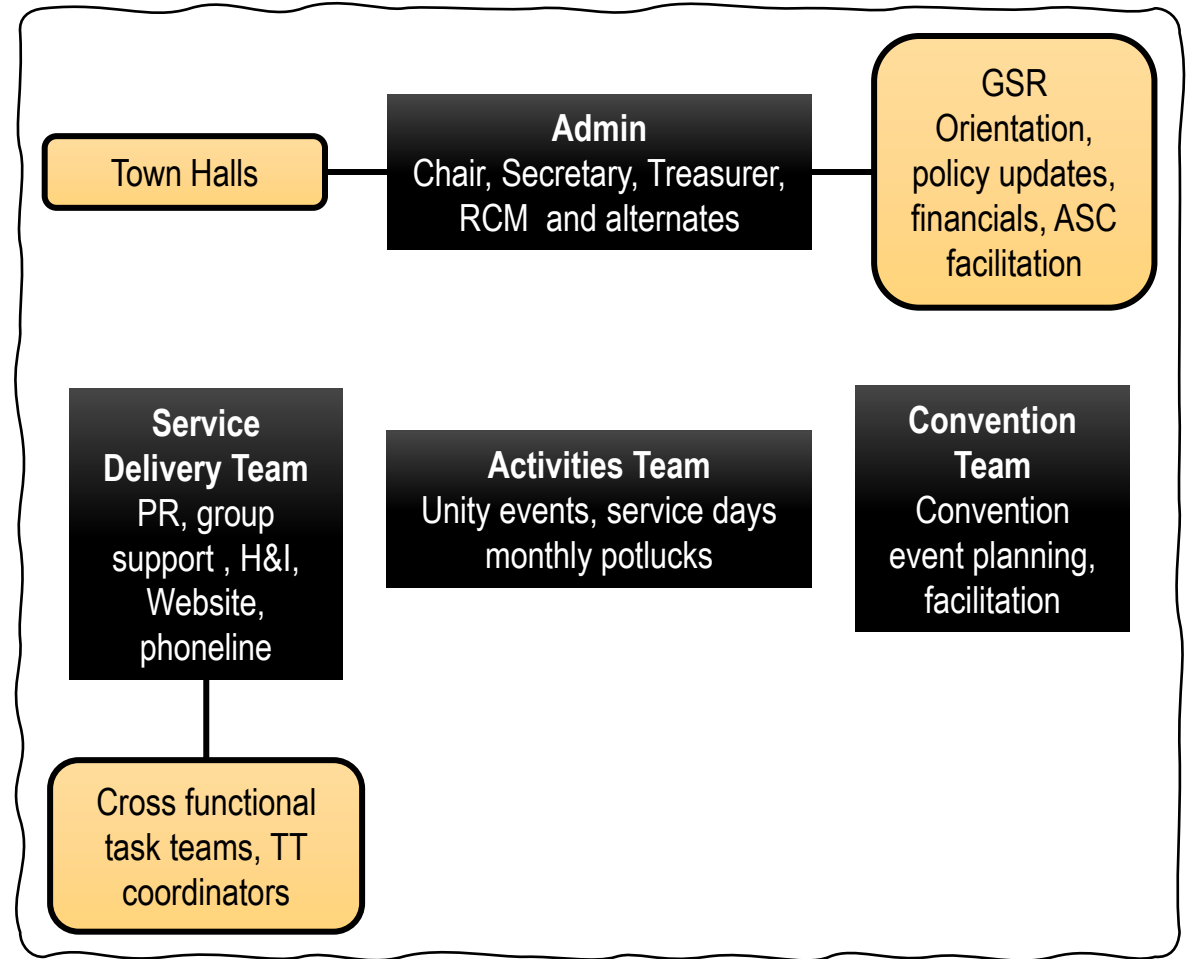 Town Halls
Admin
Chair, Secretary, Treasurer,
RCM  and alternates
GSR
Orientation,
policy updates,
financials, ASC
facilitation
Service
Delivery Team
PR, group
support , H&I,
Website,
phoneline
Activities Team
Unity events, service days
monthly potlucks
Convention
Team
Convention
event planning,
facilitation
Cross functional
task teams, TT
coordinators